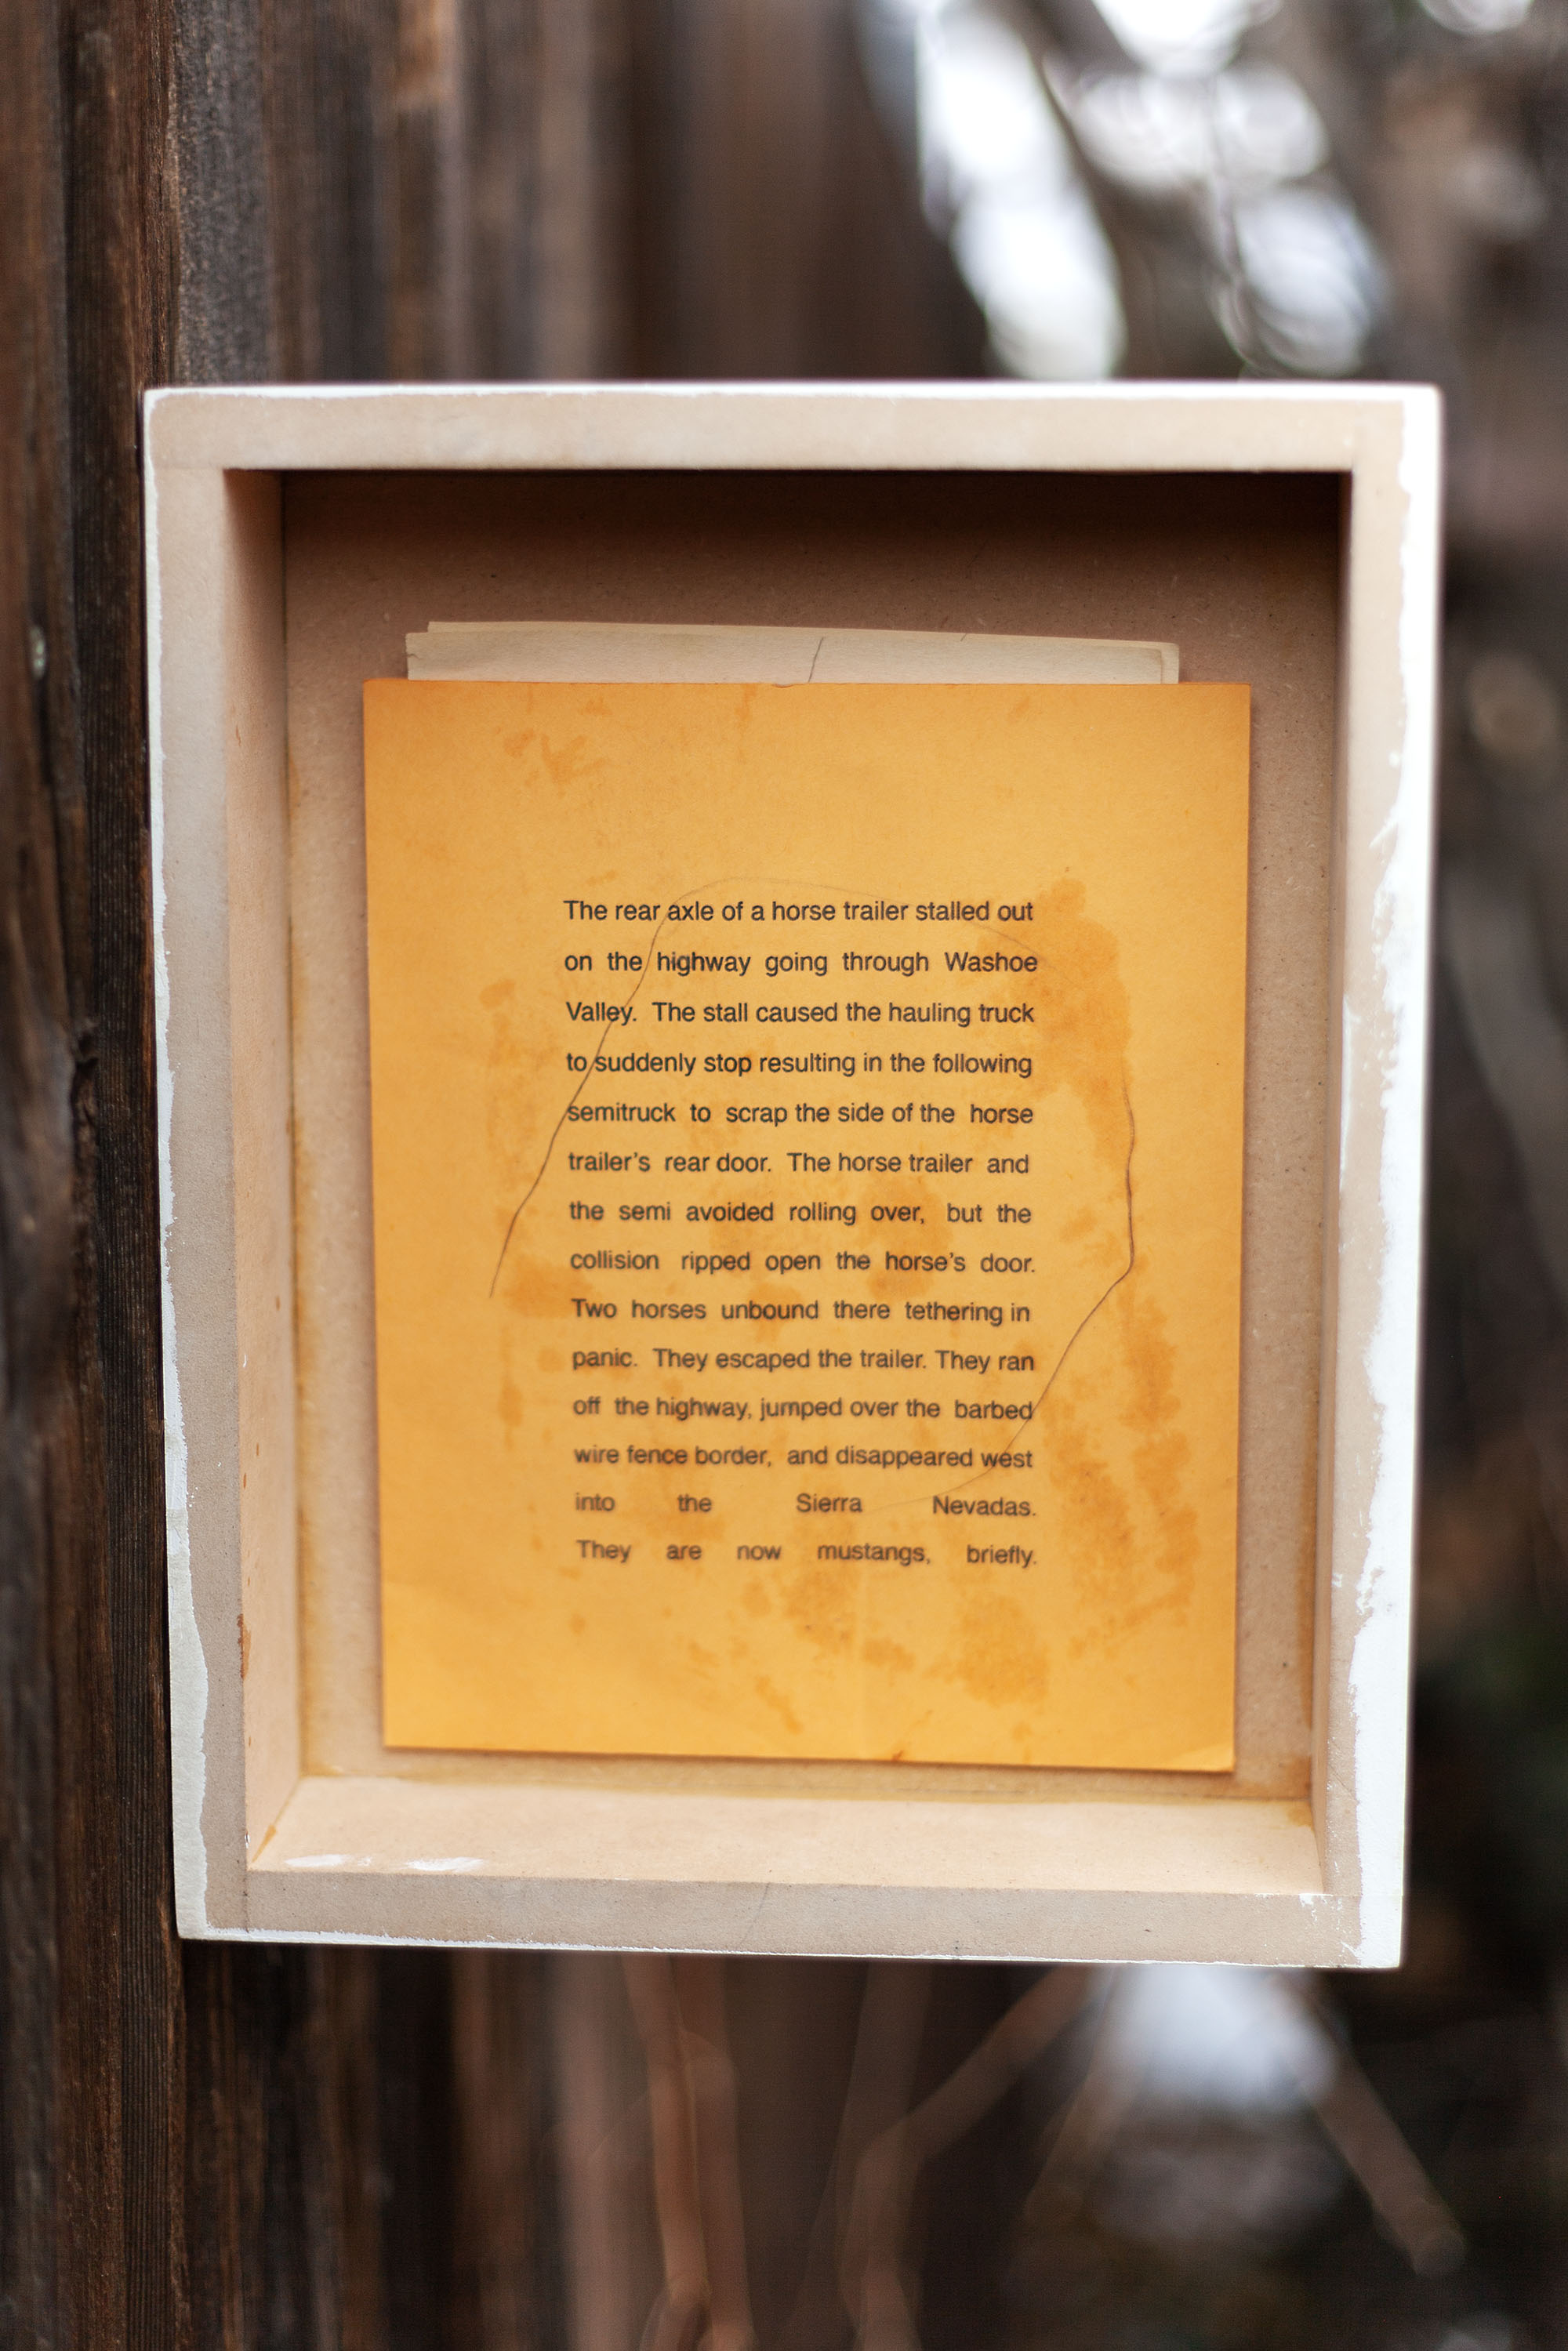 The rear axle of a horse trailer stalled out
on the highway going through Washoe
Valley. The stall caused the hauling truck
to suddenly stop resulting in the following
semitruck to scrap the side of the horse
trailer’s rear door. The horse trailer and
the semi avoided rolling over, but the
collision ripped open the horse’s door.
Two horses unbound there tethering in
panic. They escaped the trailer. They ran
off the highway, jumped over the barbed
wire fence border, and disappeared west
into the Sierra Nevadas.
They are now mustangs, briefly.